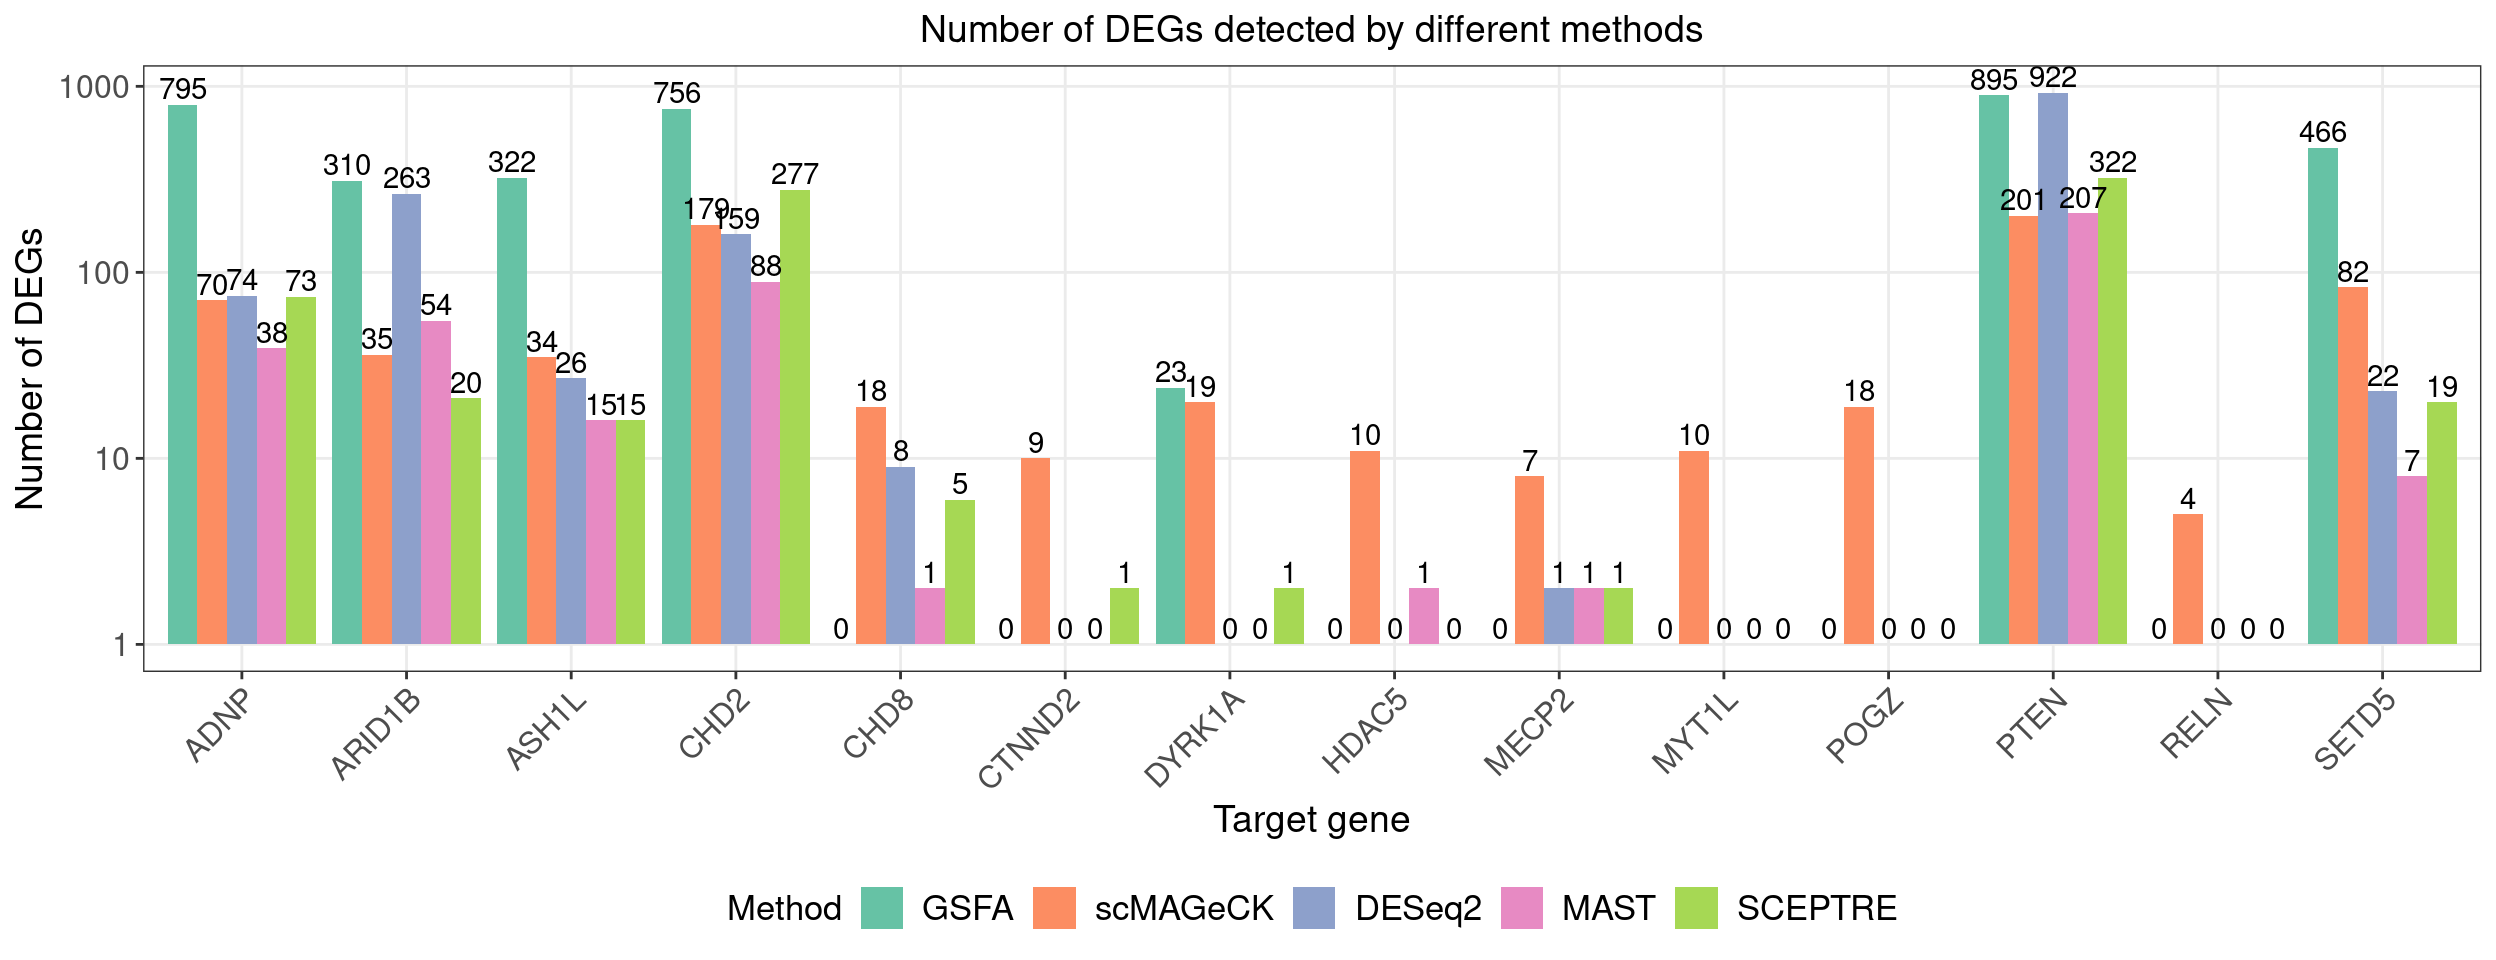 Number of DEGs detected by different methods
Number of DEGs
1000
100
10
1
795 70 74 38 73
310 35 263 54 20
322 34 26 15 15
756 179 159 88 277
0 18 8 1 5
0 9 0 0 1
23 19 0 0 1
0 10 0 1 0
0 7 1 1 1
0 10 0 0 0
0 18 0 0 0
895 201 922 207 322
0 4 0 0 0
466 82 22 7 19
ADNP ARID1B ASH1L CHD2 CHD8 CTNND2 DYRK1A HDAC5 MECP2 MYT1L POGZ PTEN RELN SETD5
Target gene
Method GSFA scMAGeCK DESeq2 MAST SCEPTRE